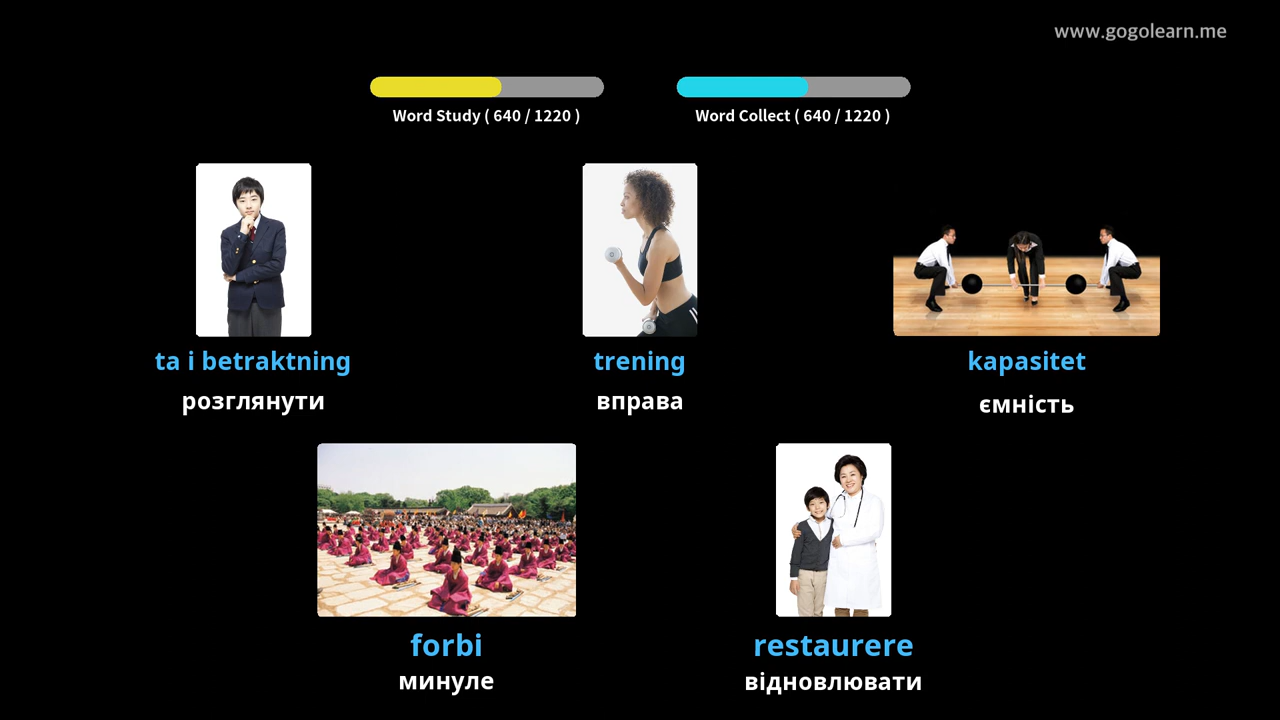 www.gogolearn.me
Word Study ( 640 / 1220 )
Word Collect ( 640 / 1220 )
ta i betraktning
розглянути
trening
вправа
kapasitet
ємність
forbi
минуле
restaurere
відновлювати